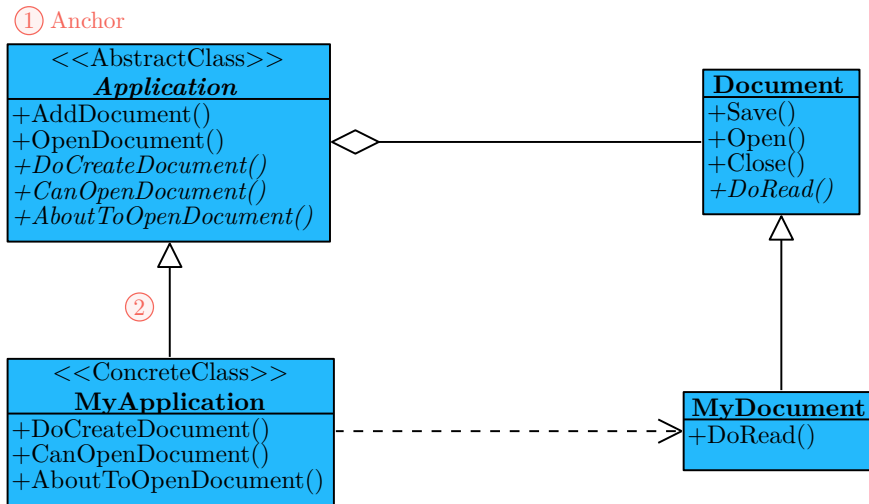 1 Anchor
<<AbstractClass>>
Application
+AddDocument()
+OpenDocument()
+DoCreateDocument()
+CanOpenDocument()
+AboutToOpenDocument()
Document
+Save()
+Open()
+Close()
+DoRead()
2
<<ConcreteClass>>
MyApplication
+DoCreateDocument()
+CanOpenDocument()
+AboutToOpenDocument()
MyDocument
+DoRead()